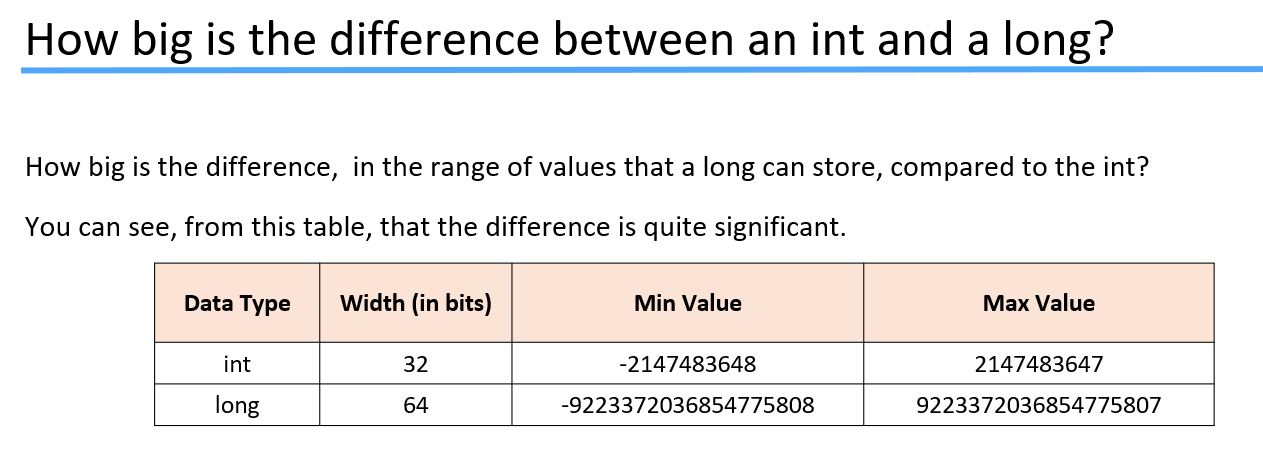 How big is the difference between an int and a long?
How big is the difference,  in the range of values that a long can store, compared to the int?
You can see, from this table, that the difference is quite significant.
Data Type Width (in bits) Min Value Max Value
int 32 -2147483648 2147483647
long 64 -9223372036854775808 9223372036854775807